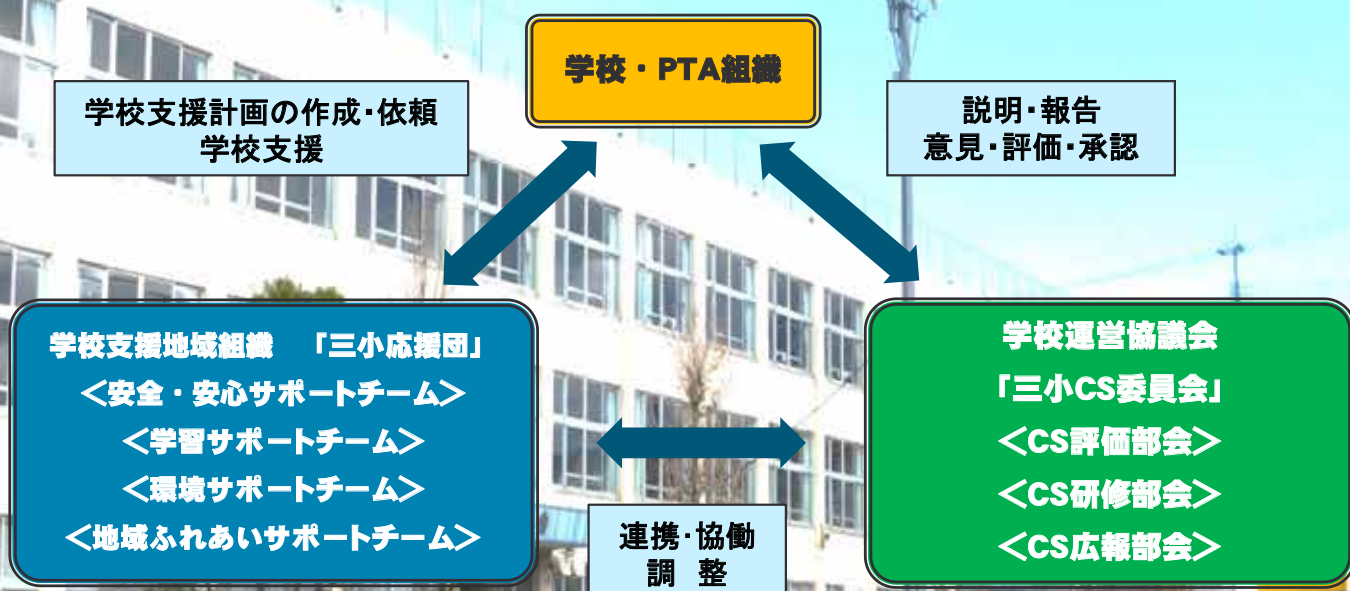 学校・PTA組織
学校支援計画の作成・依頼
学校支援
説明・報告
意見・評価・承認
学校支援地域組織　「三小応援団」
＜安全・安心サポートチーム＞
＜学習サポートチーム＞
＜環境サポートチーム＞
＜地域ふれあいサポートチーム＞
学校運営協議会
「三小CS委員会」
＜CS評価部会＞
＜CS研修部会＞
＜CS広報部会＞
連携・協働
調　整